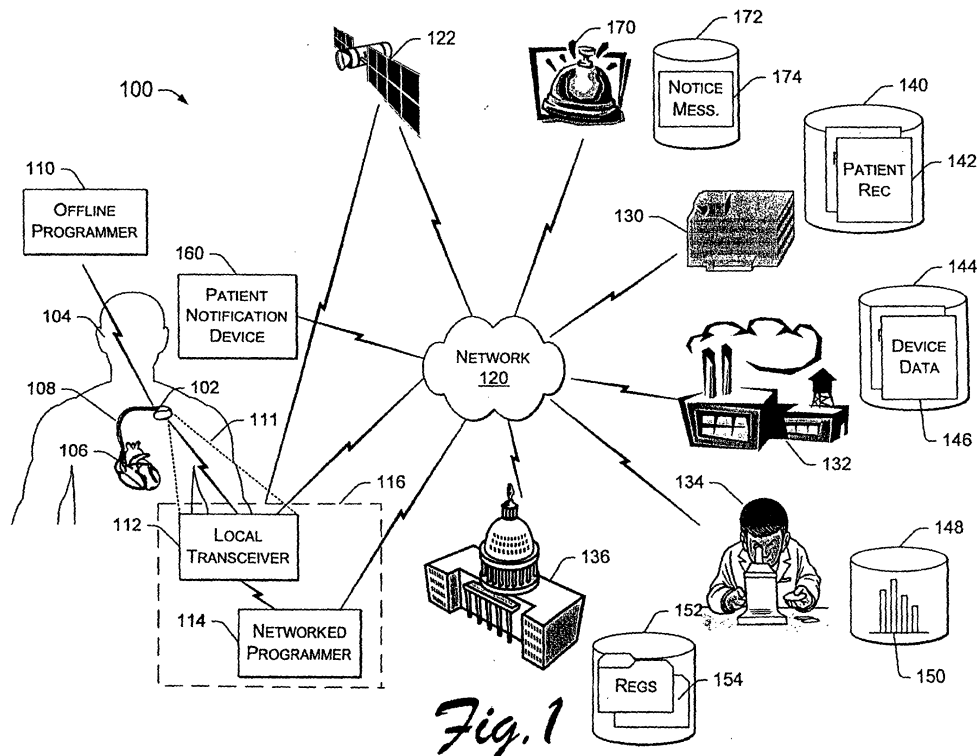 122
170
172
100
NOTICE
MESS.
174
140
110
OFFLINE
PROGRAMMER
PATIENT
REC
142
130
160
PATIENT
NOTIFICATION
DEVICE
144
104
NETWORK
120
DEVICE
DATA
108
102
111
146
106
132
116
134
112
LOCAL
TRANSCEIVER
136
148
114
NETWORKED
PROGRAMMER
152
REGS
154
150
Fig. 1